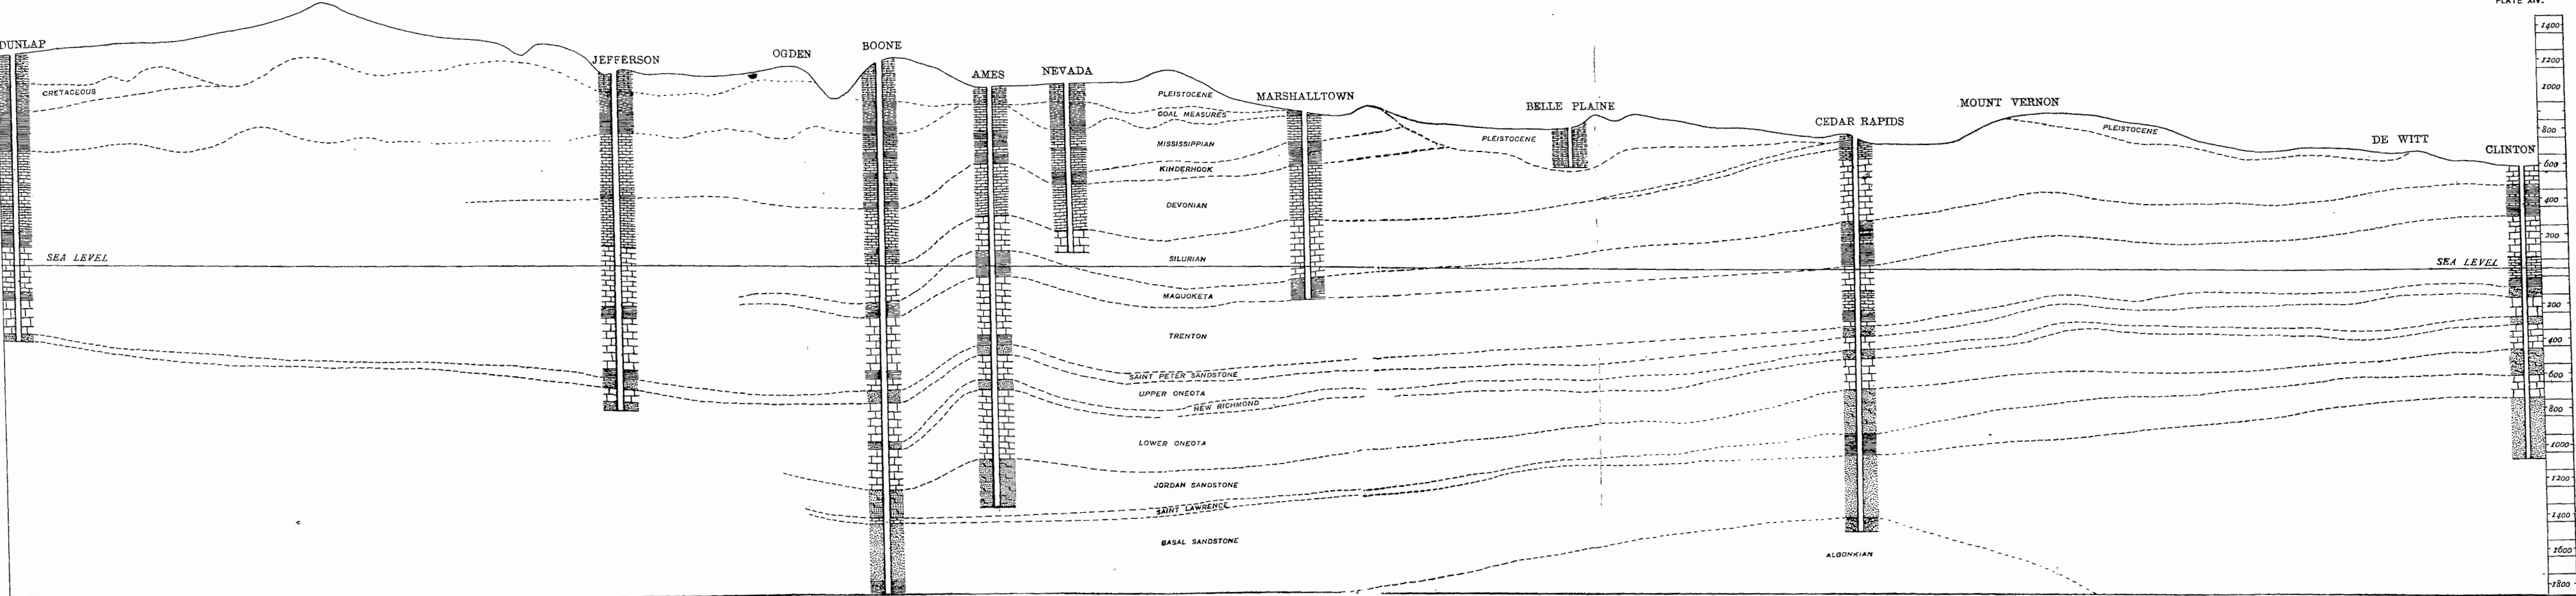 PLATE XIV.
DUNLAP
JEFFERSON
OGDEN
BOONE
AMES
NEVADA
MARSHALLTOWN
BELLE PLAINE
CEDAR RAPIDS
MOUNT VERNON
DE WITT
CLINTON
CRETACEOUS
PLEISTOCENE
COAL MEASURES
MISSISSIPPIAN
KINDERHOOK
DEVONIAN
SILURIAN
MAQUOKETA
TRENTON
SAINT PETER SANDSTONE
UPPER ONEOTA
NEW RICHMOND
LOWER ONEOTA
JORDAN SANDSTONE
SAINT LAWRENCE
BASAL SANDSTONE
PLEISTOCENE
PLEISTOCENE
ALGONKIAN
SEA LEVEL
SEA LEVEL
1400
1200
1000
800
600
400
200
200
400
600
800
1000
1200
1400
1600
1800